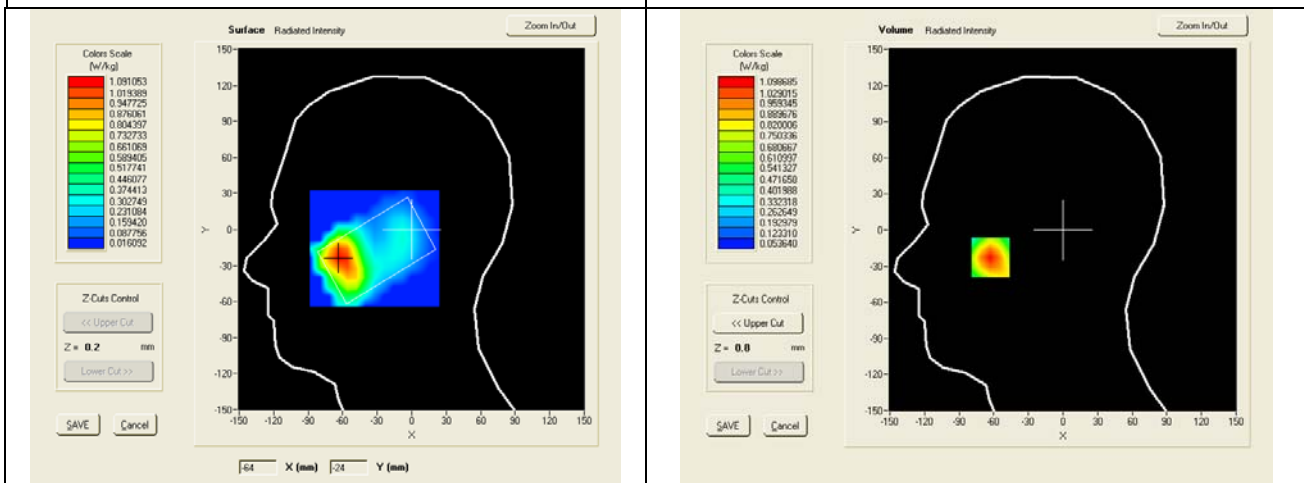 Surface Radiated Intensity
Zoom In/Out
Colors Scale
(W/kg)
1.091053
1.019389
0.947725
0.876061
0.804397
0.732733
0.661069
0.589405
0.517741
0.446077
0.374413
0.302749
0.231084
0.159420
0.087756
0.016092
Z-Cuts Control
<< Upper Cut
Z = 0.2 mm
Lower Cut >>
SAVE Cancel
150
120
90
60
30
0
-30
-60
-90
-120
-150
Y
-150 -120 -90 -60 -30 0 30 60 90 120 150
X
-64 X (mm) -24 Y (mm)
Volume Radiated Intensity
Zoom In/Out
Colors Scale
(W/kg)
1.098685
1.029015
0.959345
0.889676
0.820006
0.750336
0.680667
0.610997
0.541327
0.471658
0.401988
0.332318
0.262649
0.192979
0.123310
0.053640
Z-Cuts Control
<< Upper Cut
Z = 0.8 mm
Lower Cut >>
SAVE Cancel
150
120
90
60
30
0
-30
-60
-90
-120
-150
Y
-150 -120 -90 -60 -30 0 30 60 90 120 150
X